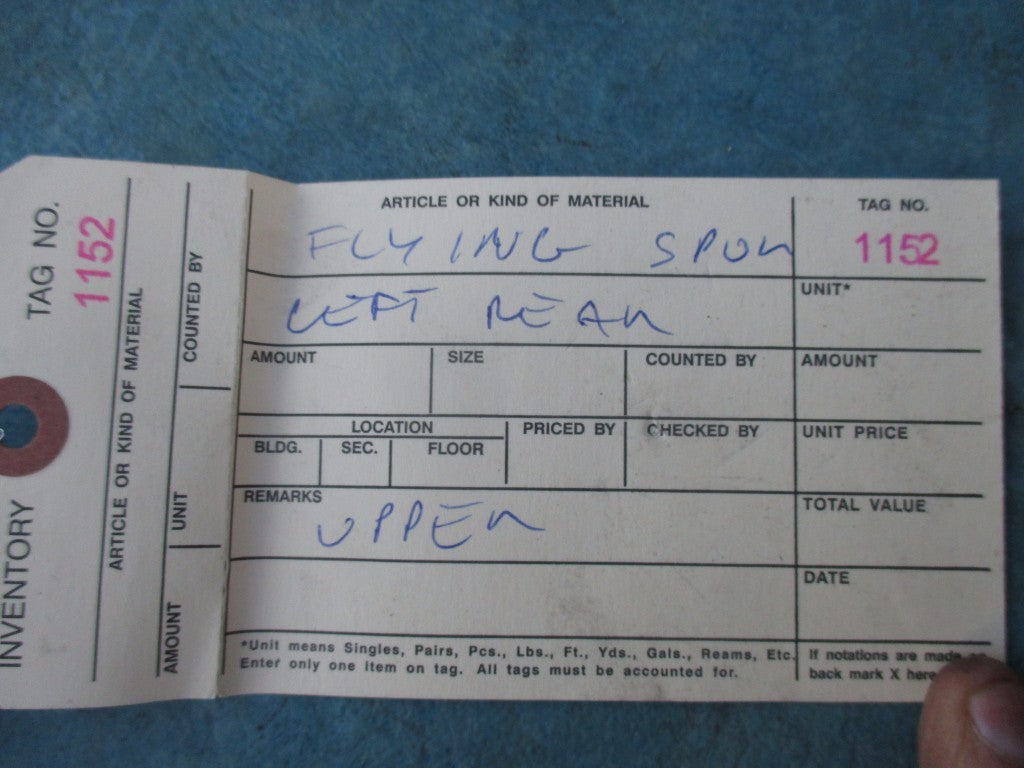 INVENTORY
TAG NO.
1152
ARTICLE OR KIND OF MATERIAL
COUNTED BY
UNIT
AMOUNT
ARTICLE OR KIND OF MATERIAL
FLYING SPUR
LEFT REAR
TAG NO.
1152
UNIT*
AMOUNT
SIZE
COUNTED BY
AMOUNT
LOCATION
BLDG.
SEC.
FLOOR
PRICED BY
CHECKED BY
UNIT PRICE
REMARKS
UPPER
TOTAL VALUE
DATE
*Unit means Singles, Pairs, Pcs., Lbs., Ft., Yds., Gals., Reams, Etc.
Enter only one item on tag. All tags must be accounted for.
If notations are made
back mark X here